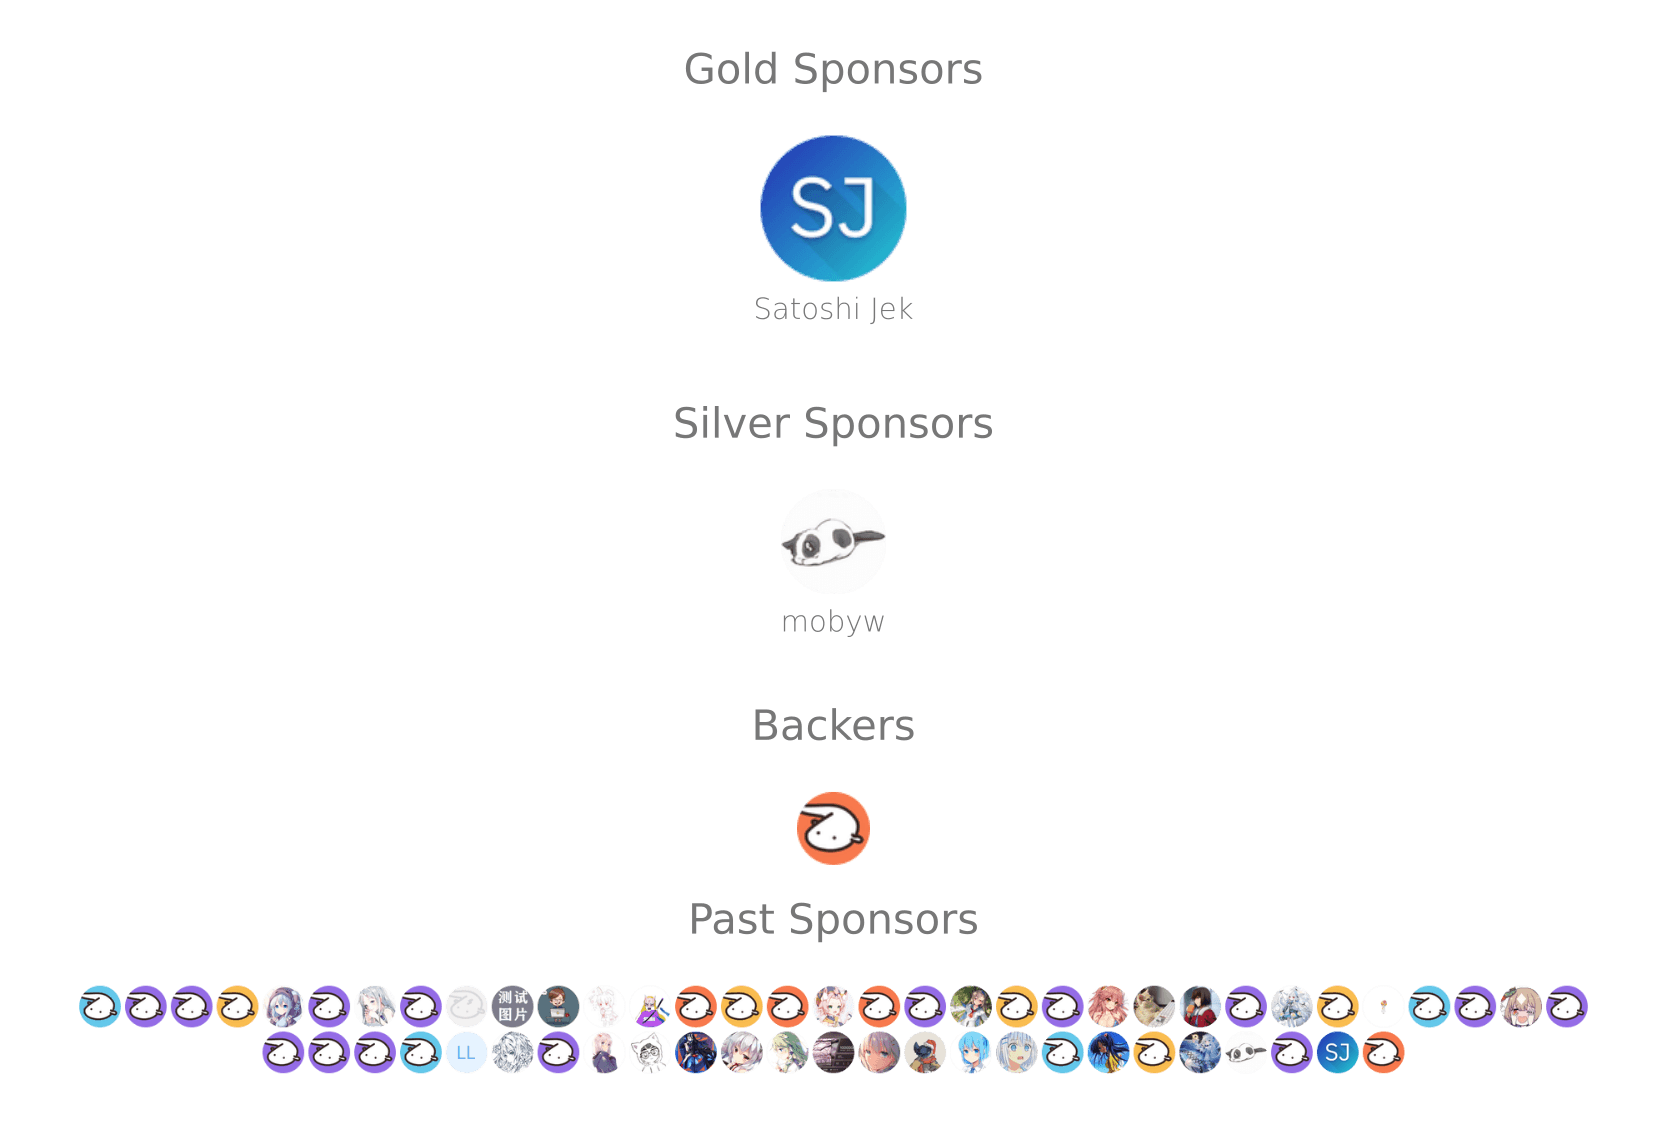 Gold Sponsors
SJ
Satoshi Jek
Silver Sponsors
mobyw
Backers
Past Sponsors
测试
图片
LL
SJ